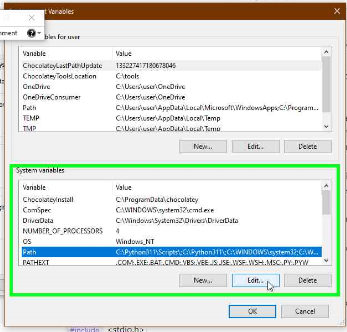 nment Variables
nment
ables for user
Variable Value
ChocolateyLastPathUpdate 133227417180678046
ChocolateyToolsLocation C:\tools
OneDrive C:\Users\user\OneDrive
OneDriveConsumer C:\Users\user\OneDrive
Path C:\Users\user\AppData\Local\Microsoft\WindowsApps;C:\Program...
TEMP C:\Users\user\AppData\Local\Temp
TMP C:\Users\user\AppData\Local\Temp
New... Edit... Delete
System variables
Variable Value
ChocolateyInstall C:\ProgramData\chocolatey
ComSpec C:\WINDOWS\system32\cmd.exe
DriverData C:\Windows\System32\Drivers\DriverData
NUMBER_OF_PROCESSORS 4
OS Windows_NT
Path C:\Python311\Scripts\;C:\Python311\;C:\WINDOWS\system32;C:\W...
PATHEXT .COM;.EXE;.BAT;.CMD;.VBS;.VBE;.JS;.JSE;.WSF;.WSH;.MSC;.PY;.PYW
New... Edit... Delete
OK Cancel
#include <stdio.h>